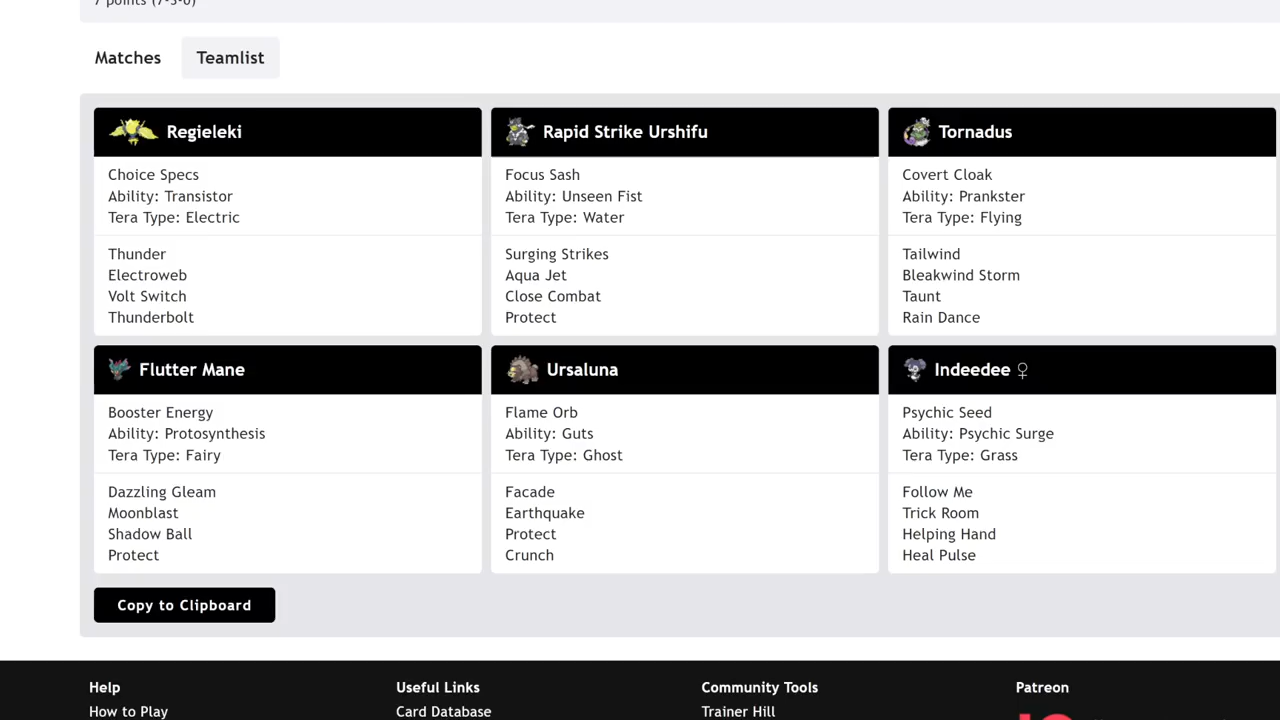 7 points (7-3-0)
Matches
Teamlist
Regieleki
Choice Specs
Ability: Transistor
Tera Type: Electric
Thunder
Electroweb
Volt Switch
Thunderbolt
Rapid Strike Urshifu
Focus Sash
Ability: Unseen Fist
Tera Type: Water
Surging Strikes
Aqua Jet
Close Combat
Protect
Tornadus
Covert Cloak
Ability: Prankster
Tera Type: Flying
Tailwind
Bleakwind Storm
Taunt
Rain Dance
Flutter Mane
Booster Energy
Ability: Protosynthesis
Tera Type: Fairy
Dazzling Gleam
Moonblast
Shadow Ball
Protect
Ursaluna
Flame Orb
Ability: Guts
Tera Type: Ghost
Facade
Earthquake
Protect
Crunch
Indeedee ♀
Psychic Seed
Ability: Psychic Surge
Tera Type: Grass
Follow Me
Trick Room
Helping Hand
Heal Pulse
Copy to Clipboard
Help
How to Play
Useful Links
Card Database
Community Tools
Trainer Hill
Patreon